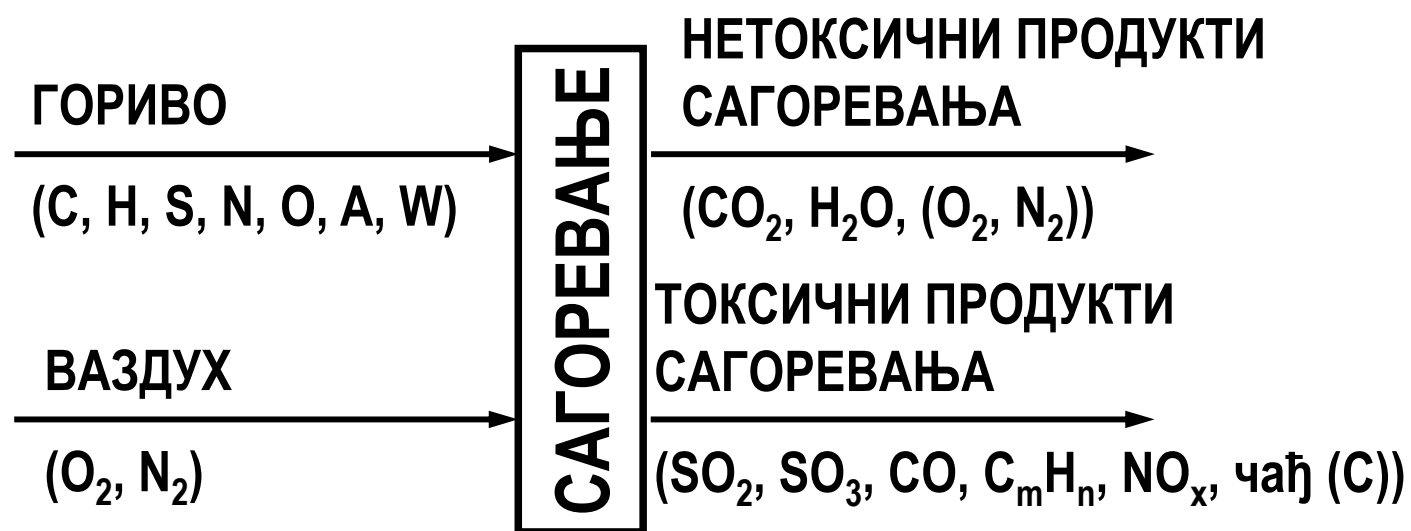 ГОРИВО
(C, H, S, N, O, A, W)
ВАЗДУХ
(O₂, N₂)
САГОРЕВАЊЕ
НЕТОКСИЧНИ ПРОДУКТИ
САГОРЕВАЊА
(CO₂, H₂O, (O₂, N₂))
ТОКСИЧНИ ПРОДУКТИ
САГОРЕВАЊА
(SO₂, SO₃, CO, CₘHₙ, NOₓ, чађ (C))